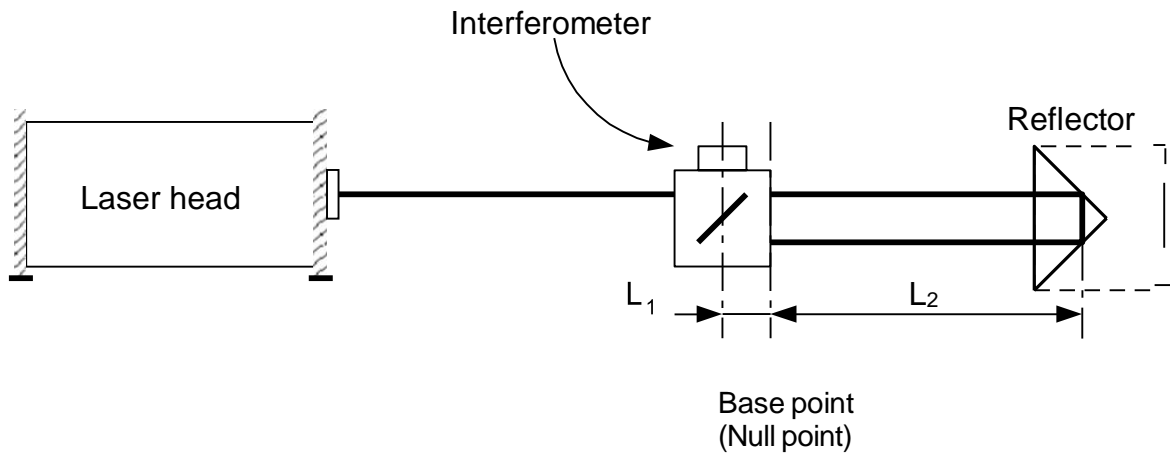 Interferometer
Reflector
Laser head
L1
L2
Base point
(Null point)